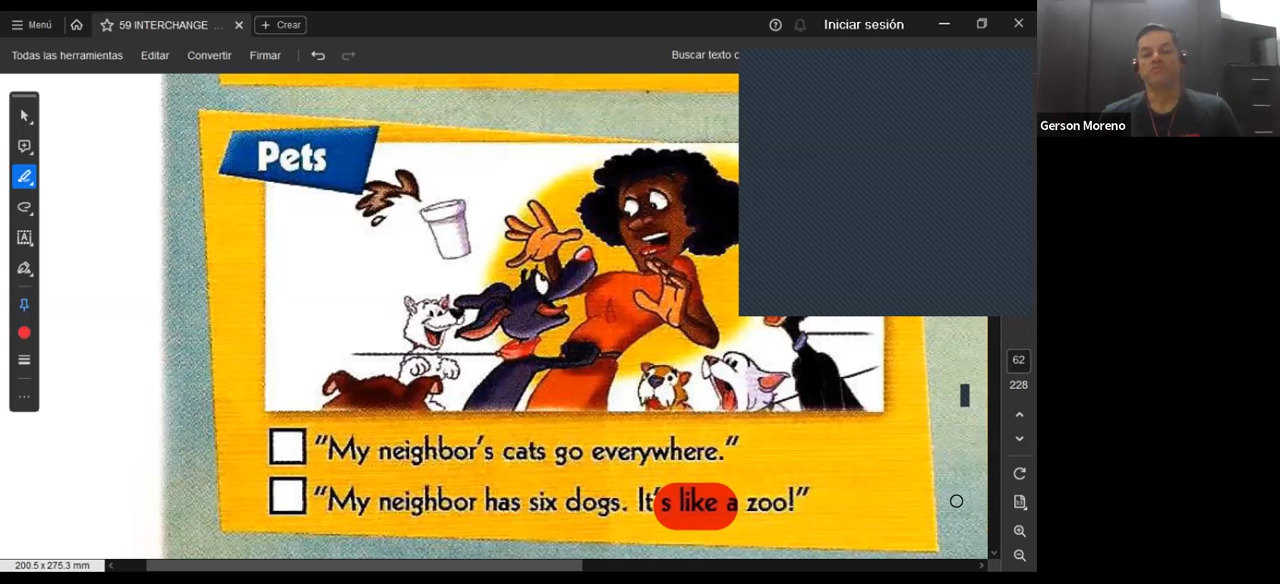 Menú
59 INTERCHANGE ...
Crear
Iniciar sesión
Todas las herramientas
Editar
Convertir
Firmar
Buscar texto o
Gerson Moreno
Pets
62
228
"My neighbor's cats go everywhere."
"My neighbor has six dogs. It's like a zoo!"
200.5 x 275.3 mm